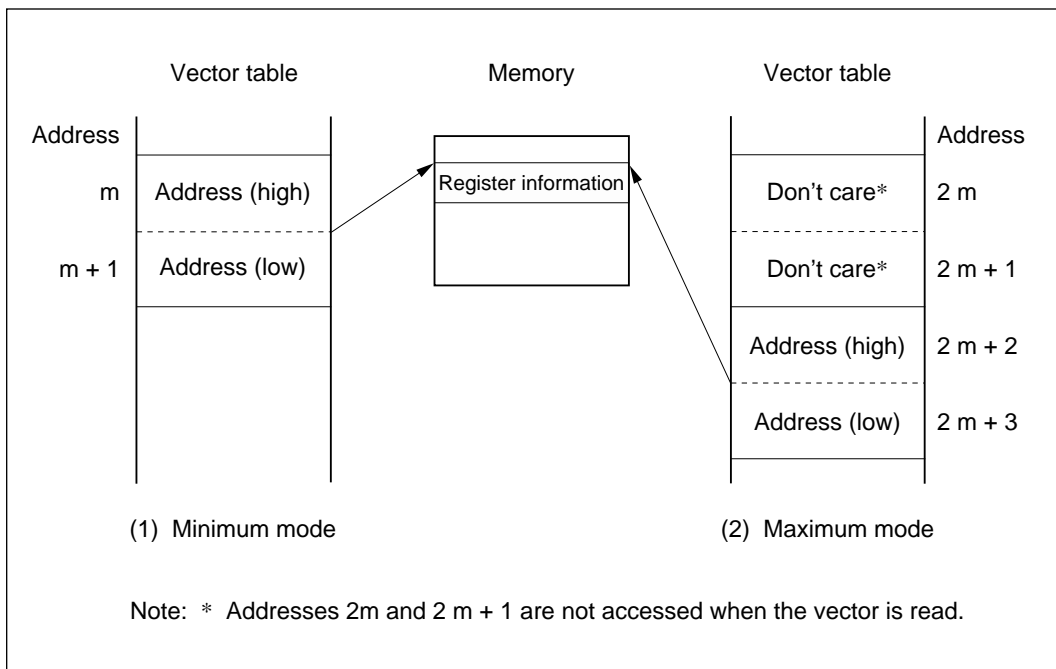 Vector table
Memory
Vector table
Address
Address
m
Address (high)
Register information
Don't care*
2 m
m + 1
Address (low)
Don't care*
2 m + 1
Address (high)
2 m + 2
Address (low)
2 m + 3
(1) Minimum mode
(2) Maximum mode
Note: * Addresses 2m and 2 m + 1 are not accessed when the vector is read.